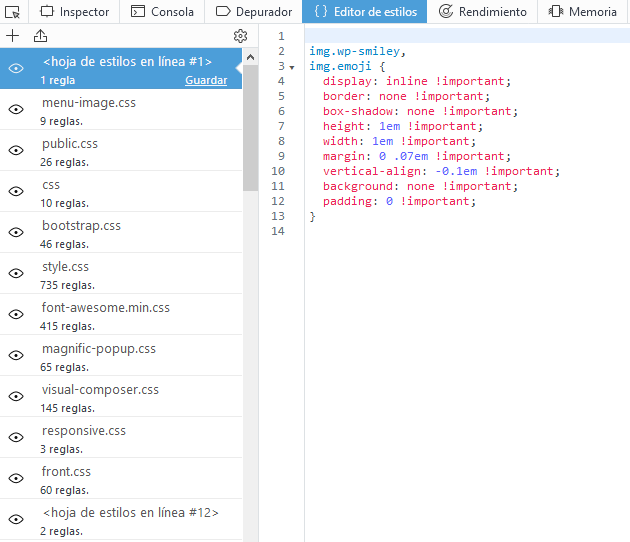 Inspector Consola Depurador { } Editor de estilos Rendimiento Memoria
<hoja de estilos en línea #1>
1 regla Guardar
menu-image.css
9 reglas.
public.css
26 reglas.
css
10 reglas.
bootstrap.css
46 reglas.
style.css
735 reglas.
font-awesome.min.css
415 reglas.
magnific-popup.css
65 reglas.
visual-composer.css
145 reglas.
responsive.css
3 reglas.
front.css
60 reglas.
<hoja de estilos en línea #12>
2 reglas.
1
2 img.wp-smiley,
3 img.emoji {
4 display: inline !important;
5 border: none !important;
6 box-shadow: none !important;
7 height: 1em !important;
8 width: 1em !important;
9 margin: 0 .07em !important;
10 vertical-align: -0.1em !important;
11 background: none !important;
12 padding: 0 !important;
13 }
14